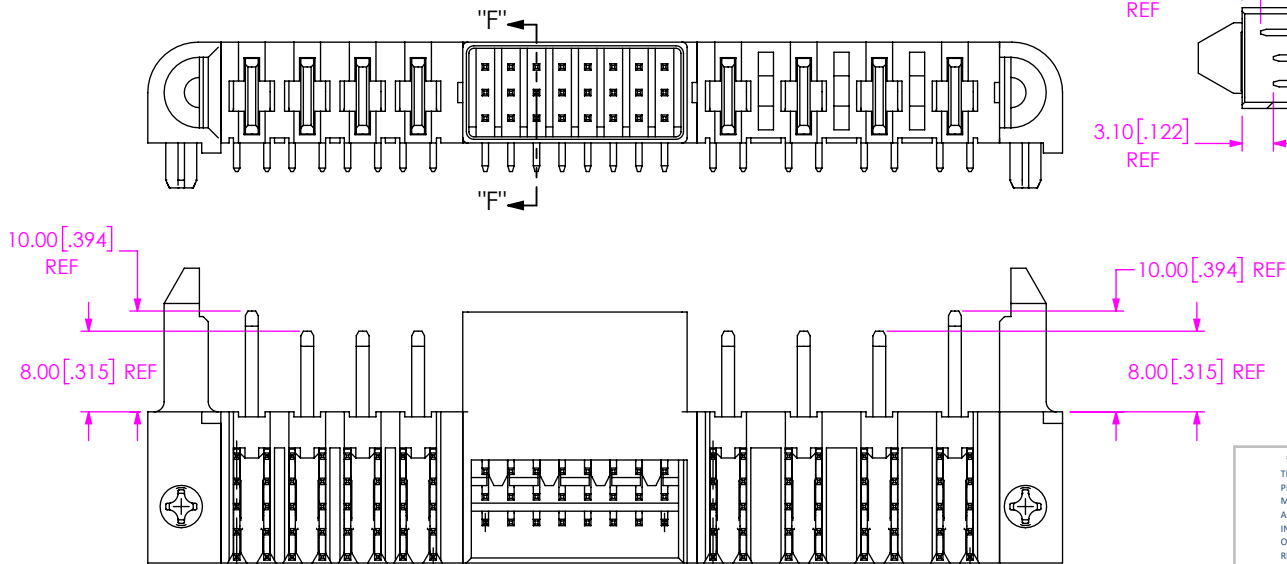 "F"
REF
3.10[.122]
REF
"F"
10.00[.394]
REF
10.00[.394] REF
8.00[.315] REF
8.00[.315] REF